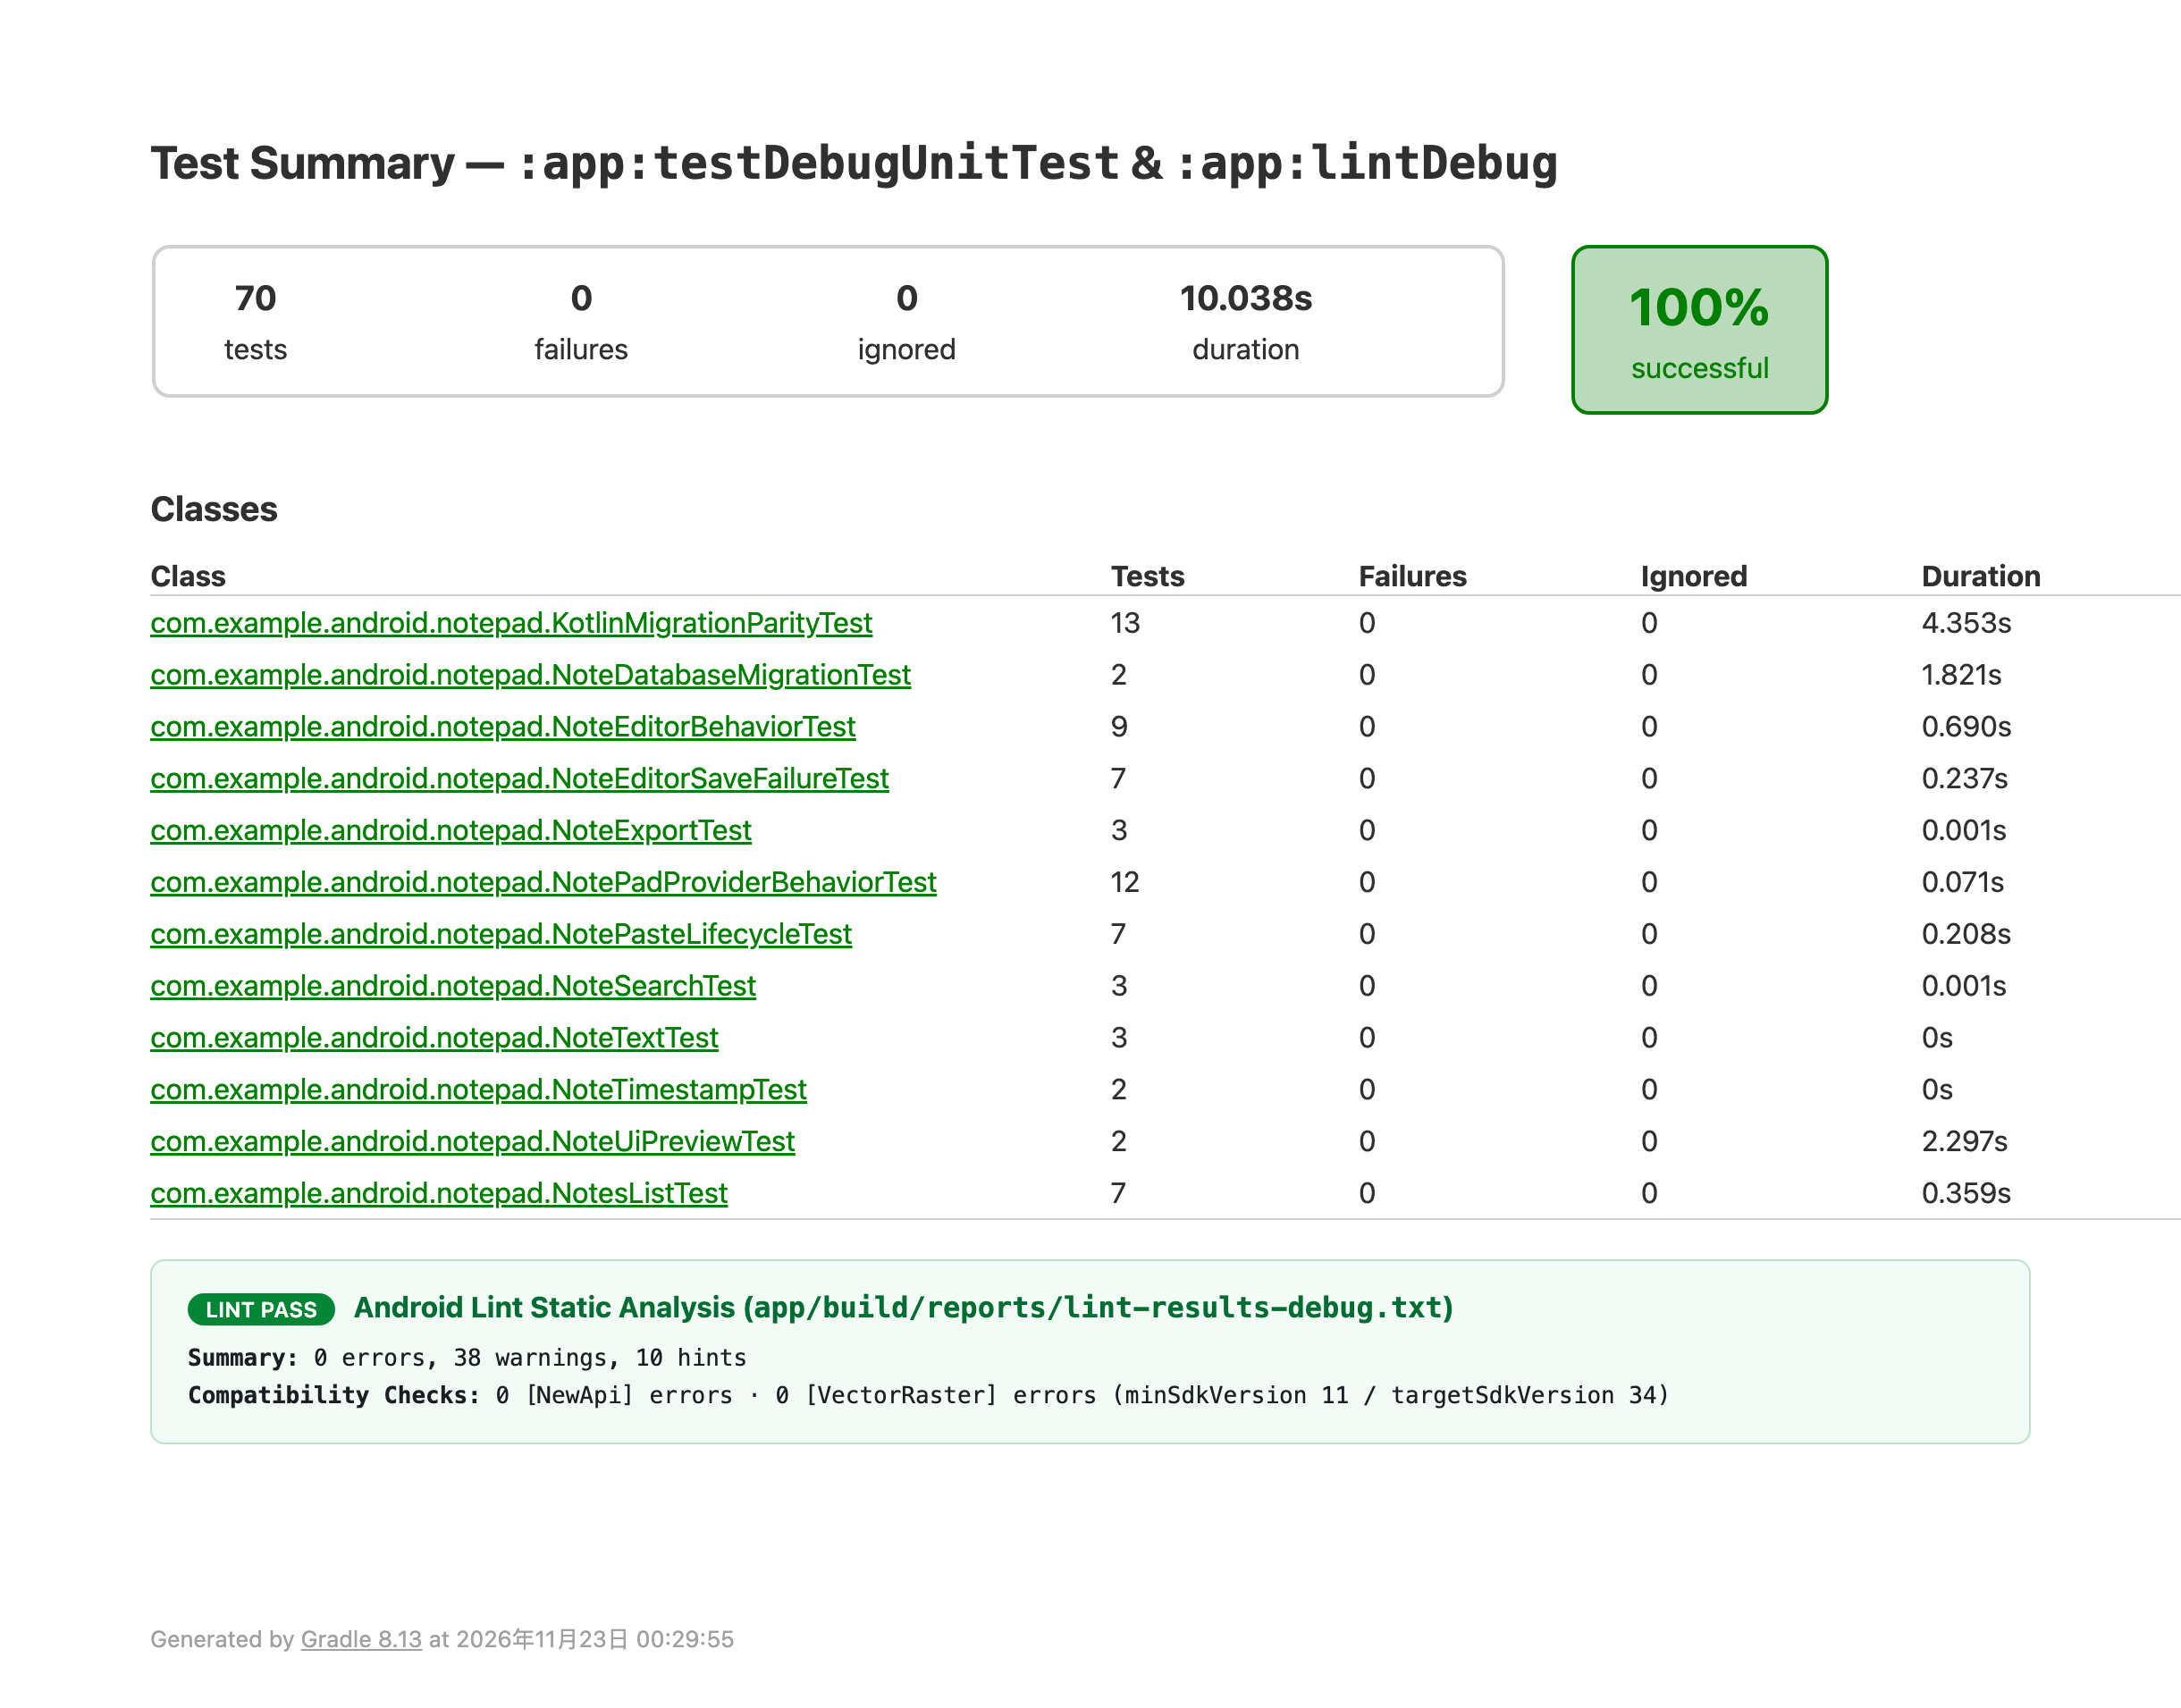 Test Summary — :app:testDebugUnitTest & :app:lintDebug
70 0 0 10.038s
tests failures ignored duration
100%
successful
Classes
Class Tests Failures Ignored Duration
com.example.android.notepad.KotlinMigrationParityTest 13 0 0 4.353s
com.example.android.notepad.NoteDatabaseMigrationTest 2 0 0 1.821s
com.example.android.notepad.NoteEditorBehaviorTest 9 0 0 0.690s
com.example.android.notepad.NoteEditorSaveFailureTest 7 0 0 0.237s
com.example.android.notepad.NoteExportTest 3 0 0 0.001s
com.example.android.notepad.NotePadProviderBehaviorTest 12 0 0 0.071s
com.example.android.notepad.NotePasteLifecycleTest 7 0 0 0.208s
com.example.android.notepad.NoteSearchTest 3 0 0 0.001s
com.example.android.notepad.NoteTextTest 3 0 0 0s
com.example.android.notepad.NoteTimestampTest 2 0 0 0s
com.example.android.notepad.NoteUiPreviewTest 2 0 0 2.297s
com.example.android.notepad.NotesListTest 7 0 0 0.359s
LINT PASS Android Lint Static Analysis (app/build/reports/lint-results-debug.txt)
Summary: 0 errors, 38 warnings, 10 hints
Compatibility Checks: 0 [NewApi] errors · 0 [VectorRaster] errors (minSdkVersion 11 / targetSdkVersion 34)
Generated by Gradle 8.13 at 2026年11月23日 00:29:55